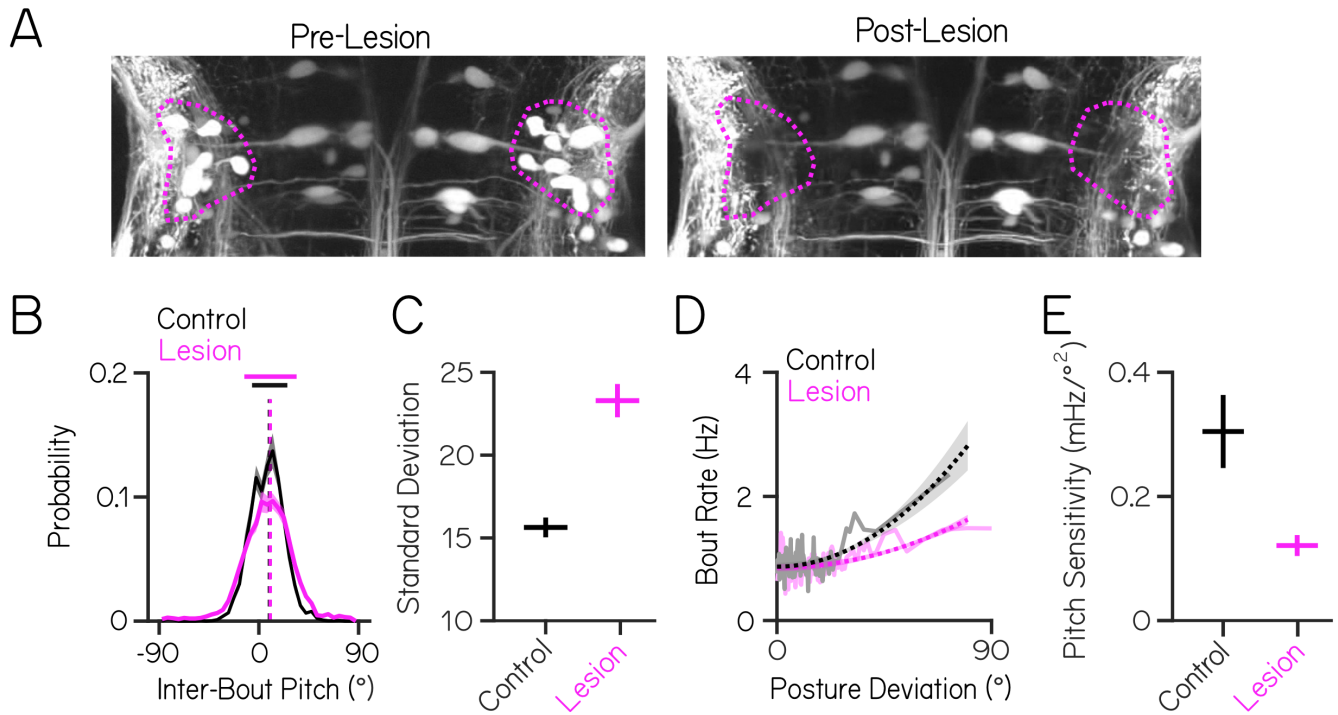 A
Pre-Lesion
Post-Lesion
B
Control
Lesion
0.2
0.1
0
-90
0
90
Probability
Inter-Bout Pitch (°)
C
25
20
15
10
Standard Deviation
Control
Lesion
D
Control
Lesion
4
2
0
0
90
Bout Rate (Hz)
Posture Deviation (°)
E
0.4
0.2
0
Pitch Sensitivity (mHz/°²)
Control
Lesion